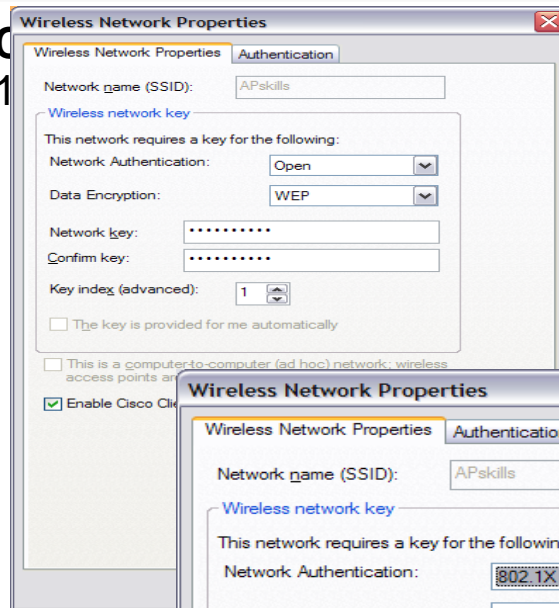 Wireless Network Properties
Wireless Network Properties Authentication
Network name (SSID): APskills
Wireless network key
This network requires a key for the following:
Network Authentication: Open
Data Encryption: WEP
Network key: ••••••••••
Confirm key: ••••••••••
Key index (advanced): 1
The key is provided for me automatically
This is a computer-to-computer (ad hoc) network; wireless
access points
Enable Cisco
Wireless Network Properties
Wireless Network Properties
Network name (SSID): APskills
Wireless network key
This network requires a key for the
Network Authentication: 802.1X